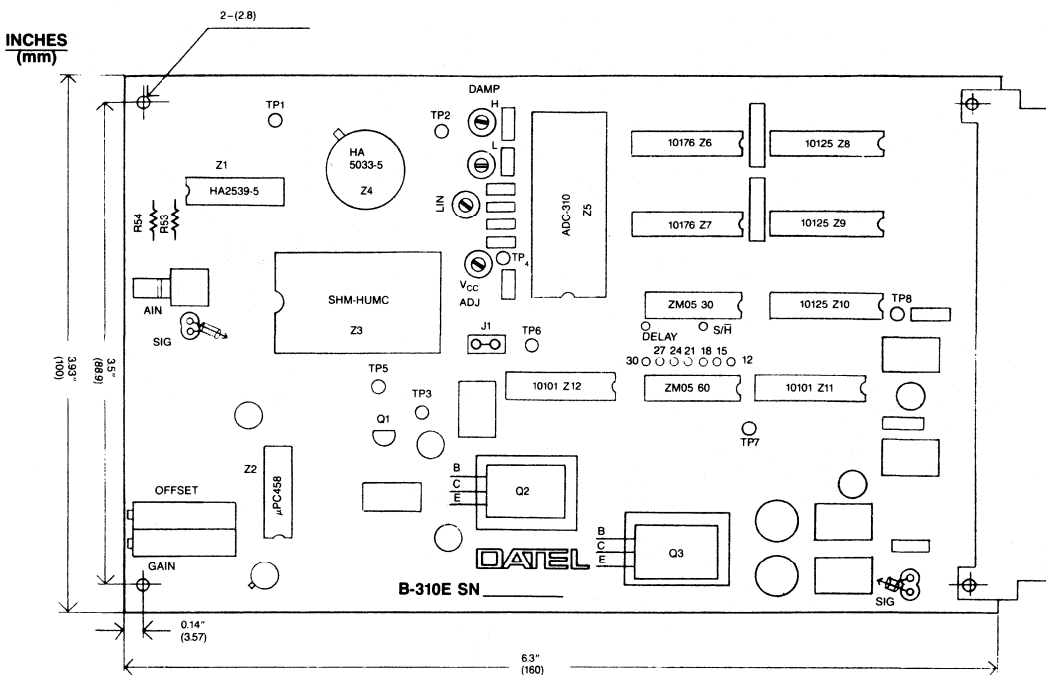 2-(2.8)
INCHES
(mm)
DAMP
H
TP1
TP2
HA
5033-5
Z4
L
10176 Z6
10125 Z8
Z1
HA2539-5
ADC-310
Z5
LIN
R54
R53
10176 Z7
10125 Z9
TP4
VCC
ADJ
AIN
SIG
SHM-HUMC
Z3
ZM05 30
10125 Z10
TP8
S/H̅
DELAY
J1
TP6
27 24 21 18 15
30
12
3.5"
(88.9)
3.93"
(100)
TP5
10101 Z12
ZM05 60
10101 Z11
TP3
Q1
TP7
Z2
µPC458
B
C
E
Q2
OFFSET
GAIN
B
C
E
Q3
DATEL
B-310E SN
SIG
0.14"
(3.57)
6.3"
(160)